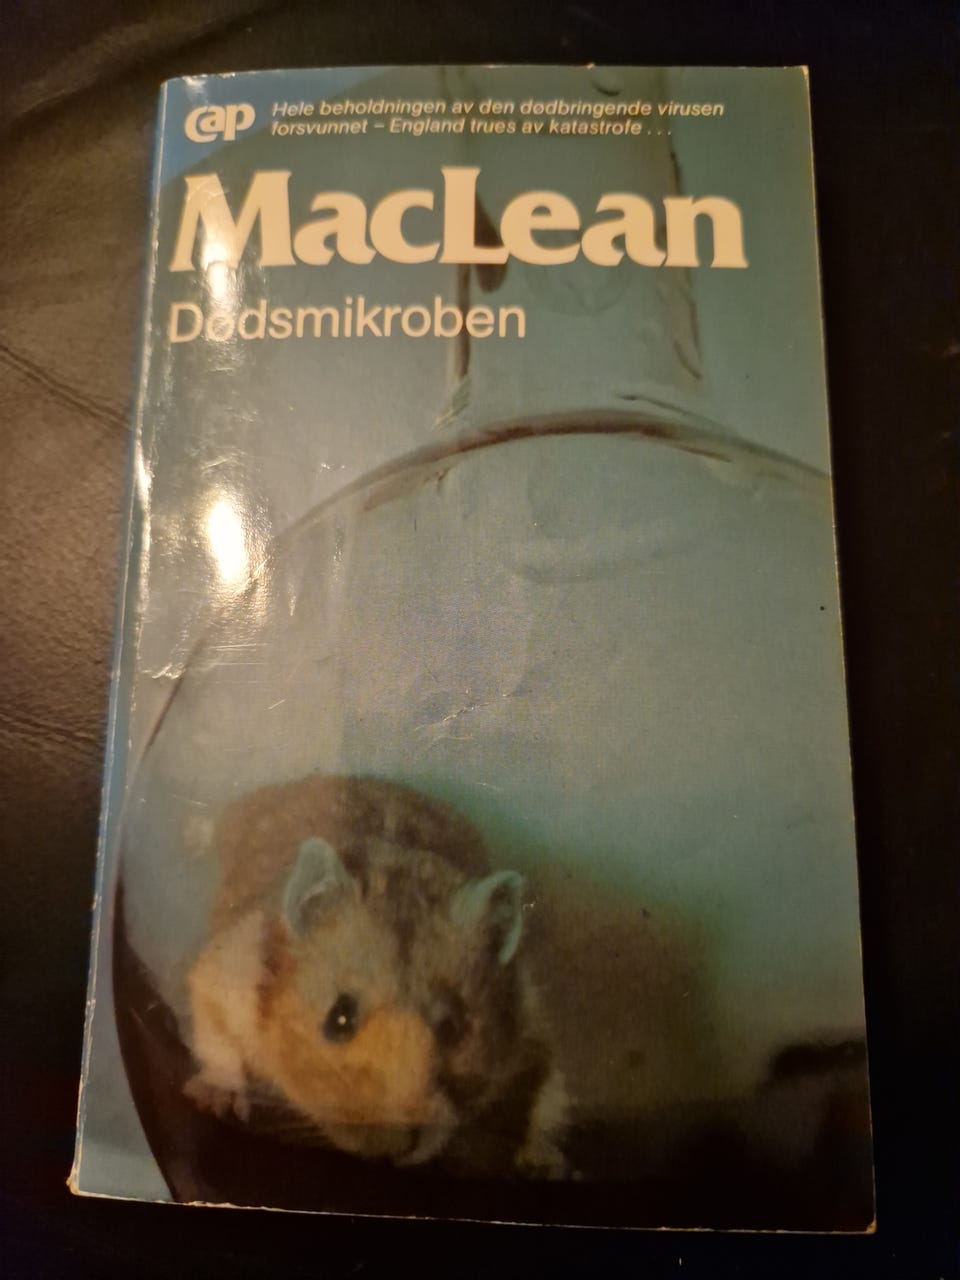 cap
Hele beholdningen av den dødbringende virusen
forsvunnet – England trues av katastrofe . . .
MacLean
Dødsmikroben